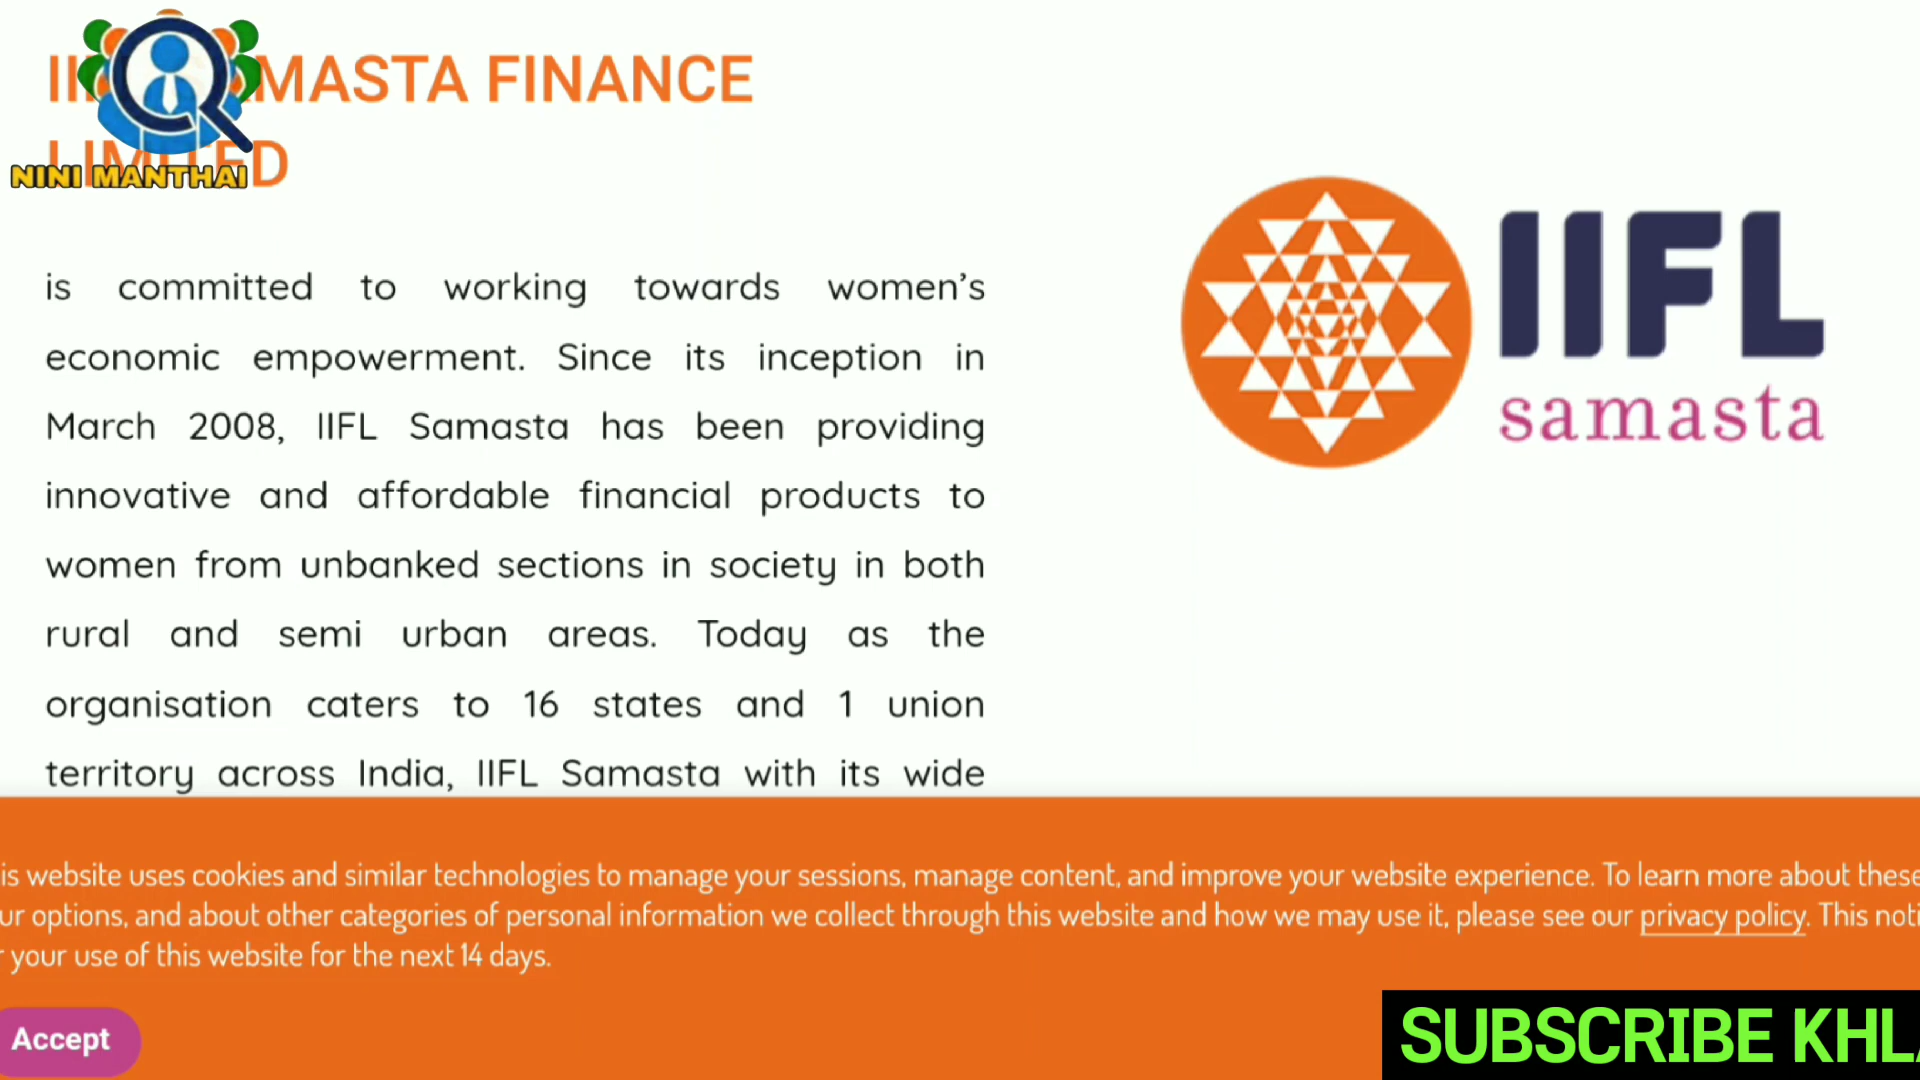 MASTA FINANCE
LIMITED
NINI MANTHAI
is committed to working towards women’s
economic empowerment. Since its inception in
March 2008, IIFL Samasta has been providing
innovative and affordable financial products to
women from unbanked sections in society in both
rural and semi urban areas. Today as the
organisation caters to 16 states and 1 union
territory across India, IIFL Samasta with its wide
IIFL
samasta
is website uses cookies and similar technologies to manage your sessions, manage content, and improve your website experience. To learn more about these
ur options, and about other categories of personal information we collect through this website and how we may use it, please see our privacy policy. This noti
r your use of this website for the next 14 days.
Accept
SUBSCRIBE KHL